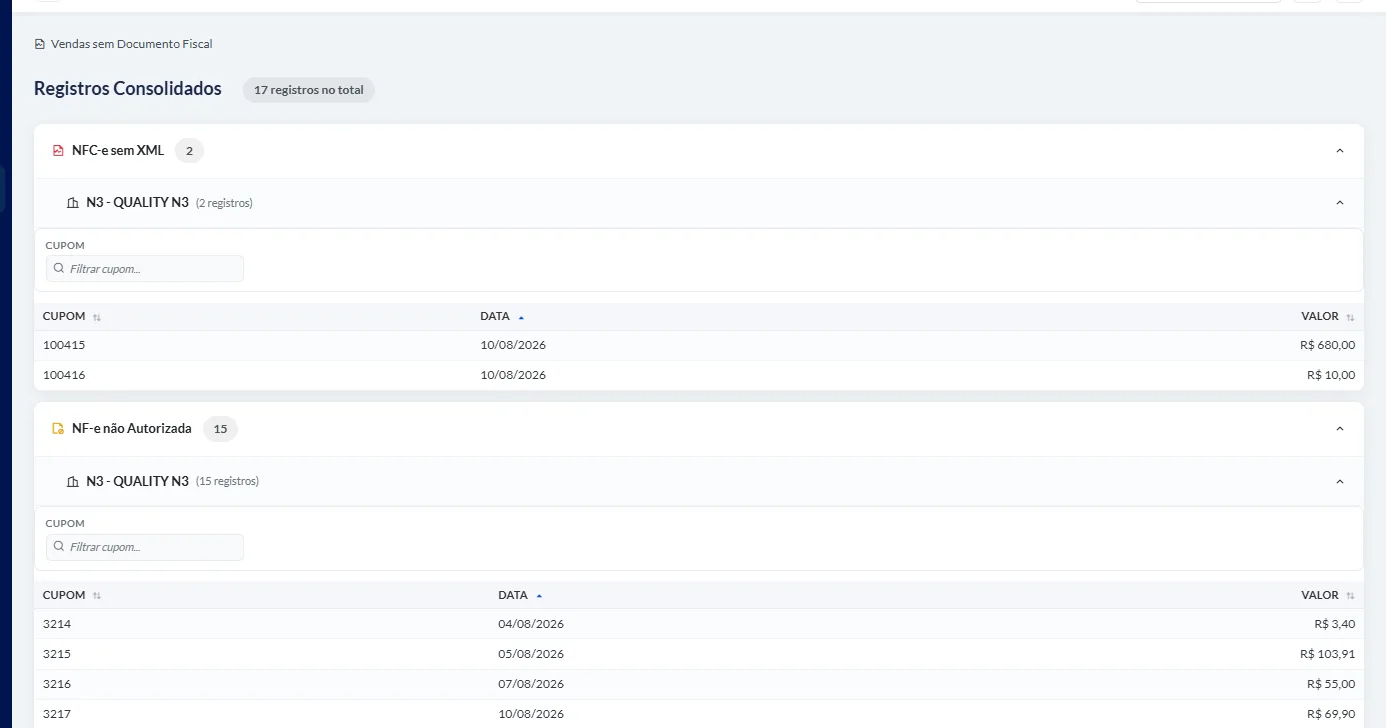 Vendas sem Documento Fiscal
Registros Consolidados 17 registros no total
NFC-e sem XML 2
N3 - QUALITY N3 (2 registros)
CUPOM
Filtrar cupom...
CUPOM DATA VALOR
100415 10/08/2026 R$ 680,00
100416 10/08/2026 R$ 10,00
NF-e não Autorizada 15
N3 - QUALITY N3 (15 registros)
CUPOM
Filtrar cupom...
CUPOM DATA VALOR
3214 04/08/2026 R$ 3,40
3215 05/08/2026 R$ 103,91
3216 07/08/2026 R$ 55,00
3217 10/08/2026 R$ 69,90